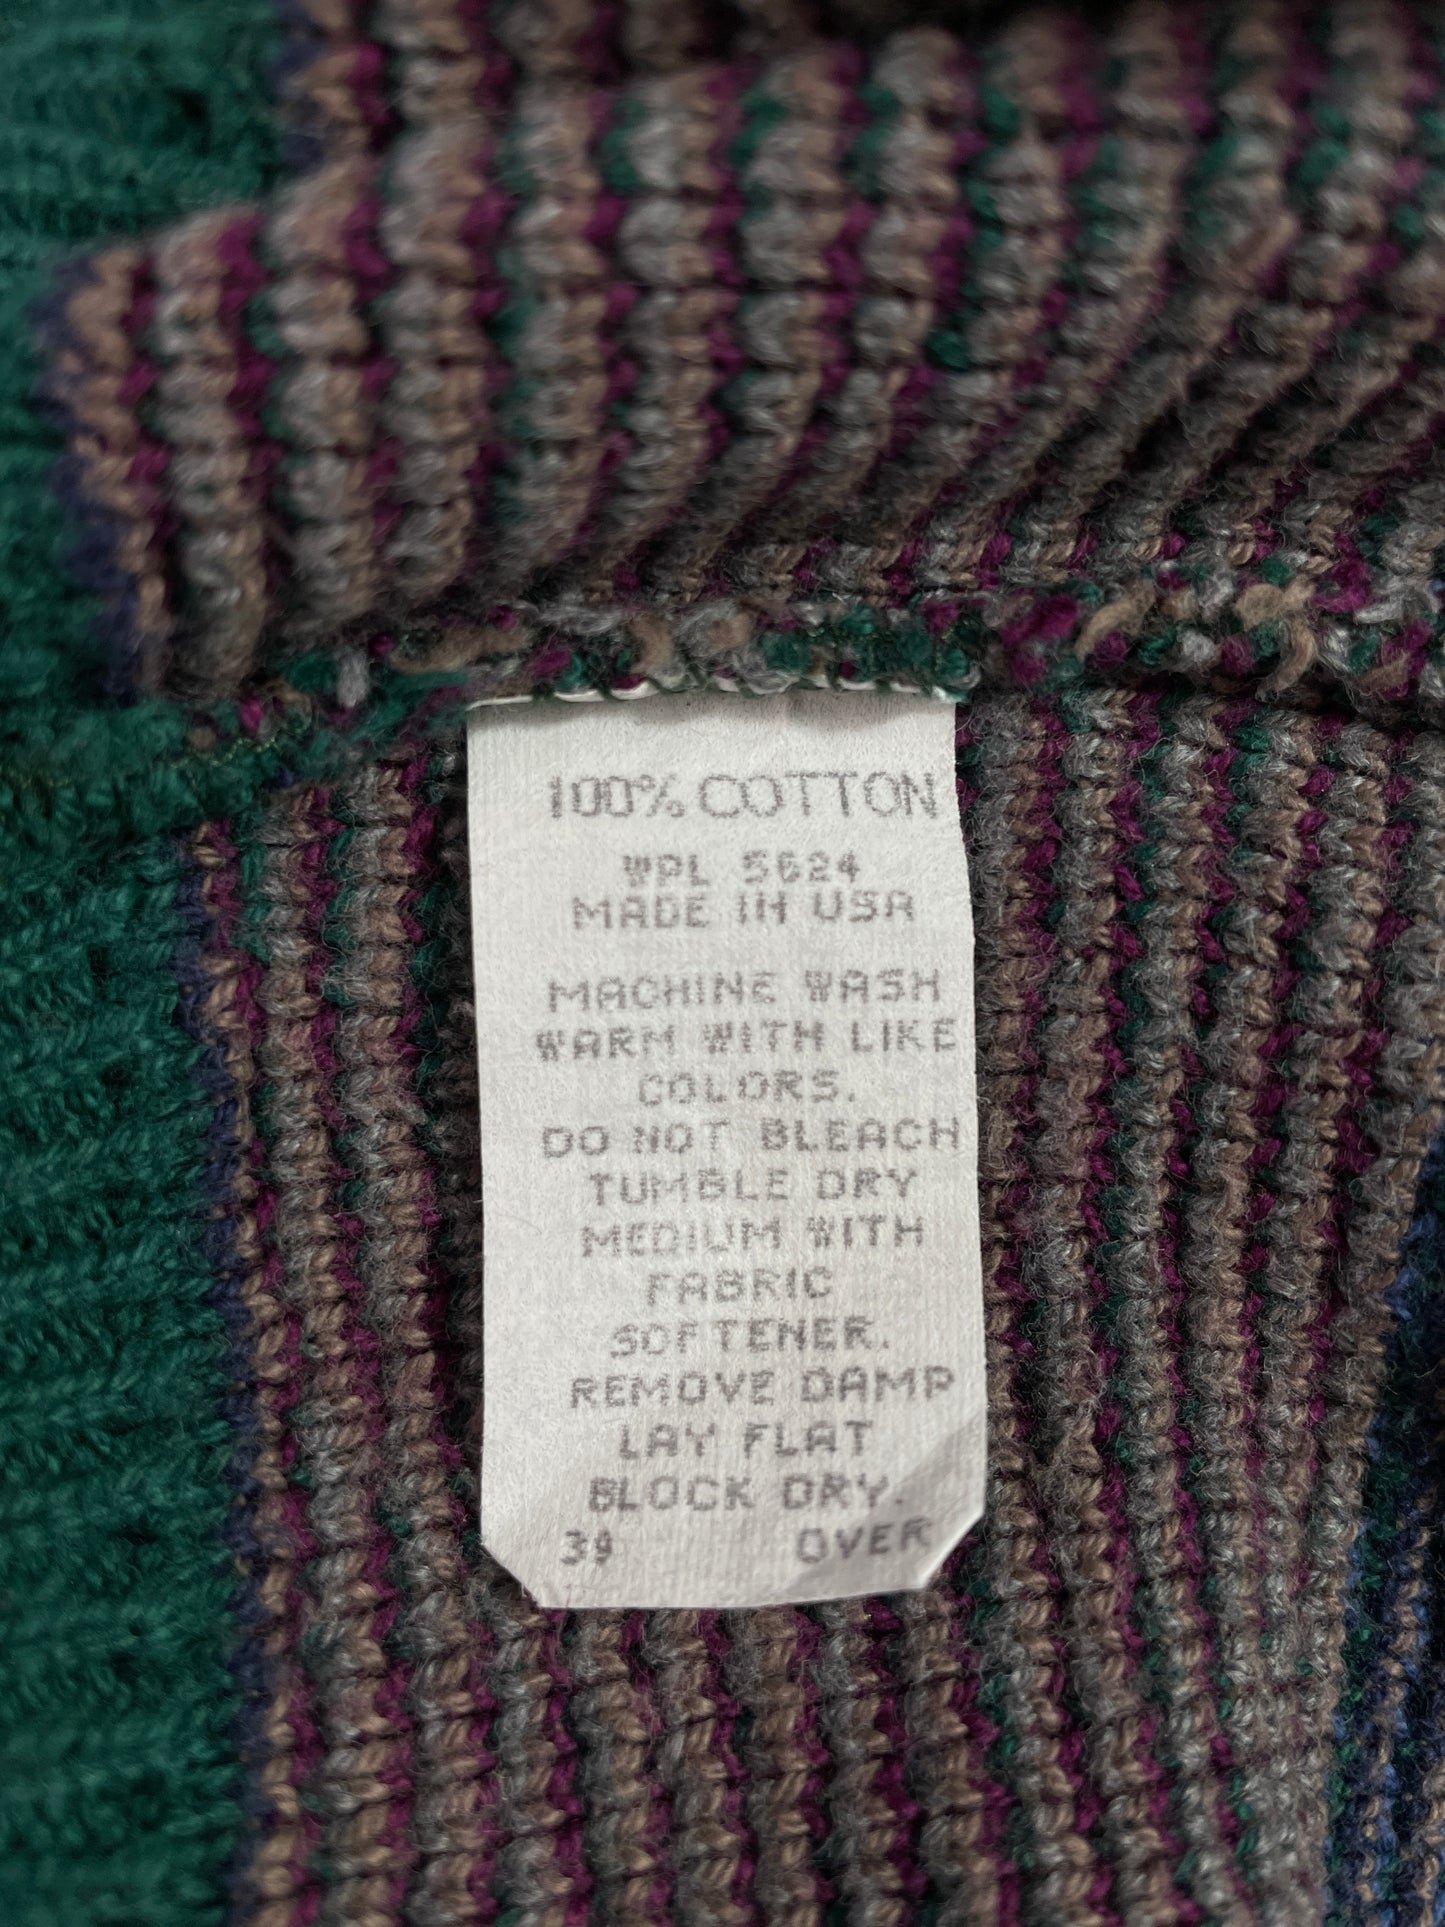 100% COTTON
WPL 5624
MADE IN USA
MACHINE WASH
WARM WITH LIKE
COLORS.
DO NOT BLEACH
TUMBLE DRY
MEDIUM WITH
FABRIC
SOFTENER.
REMOVE DAMP
LAY FLAT
BLOCK DRY.
39 OVER